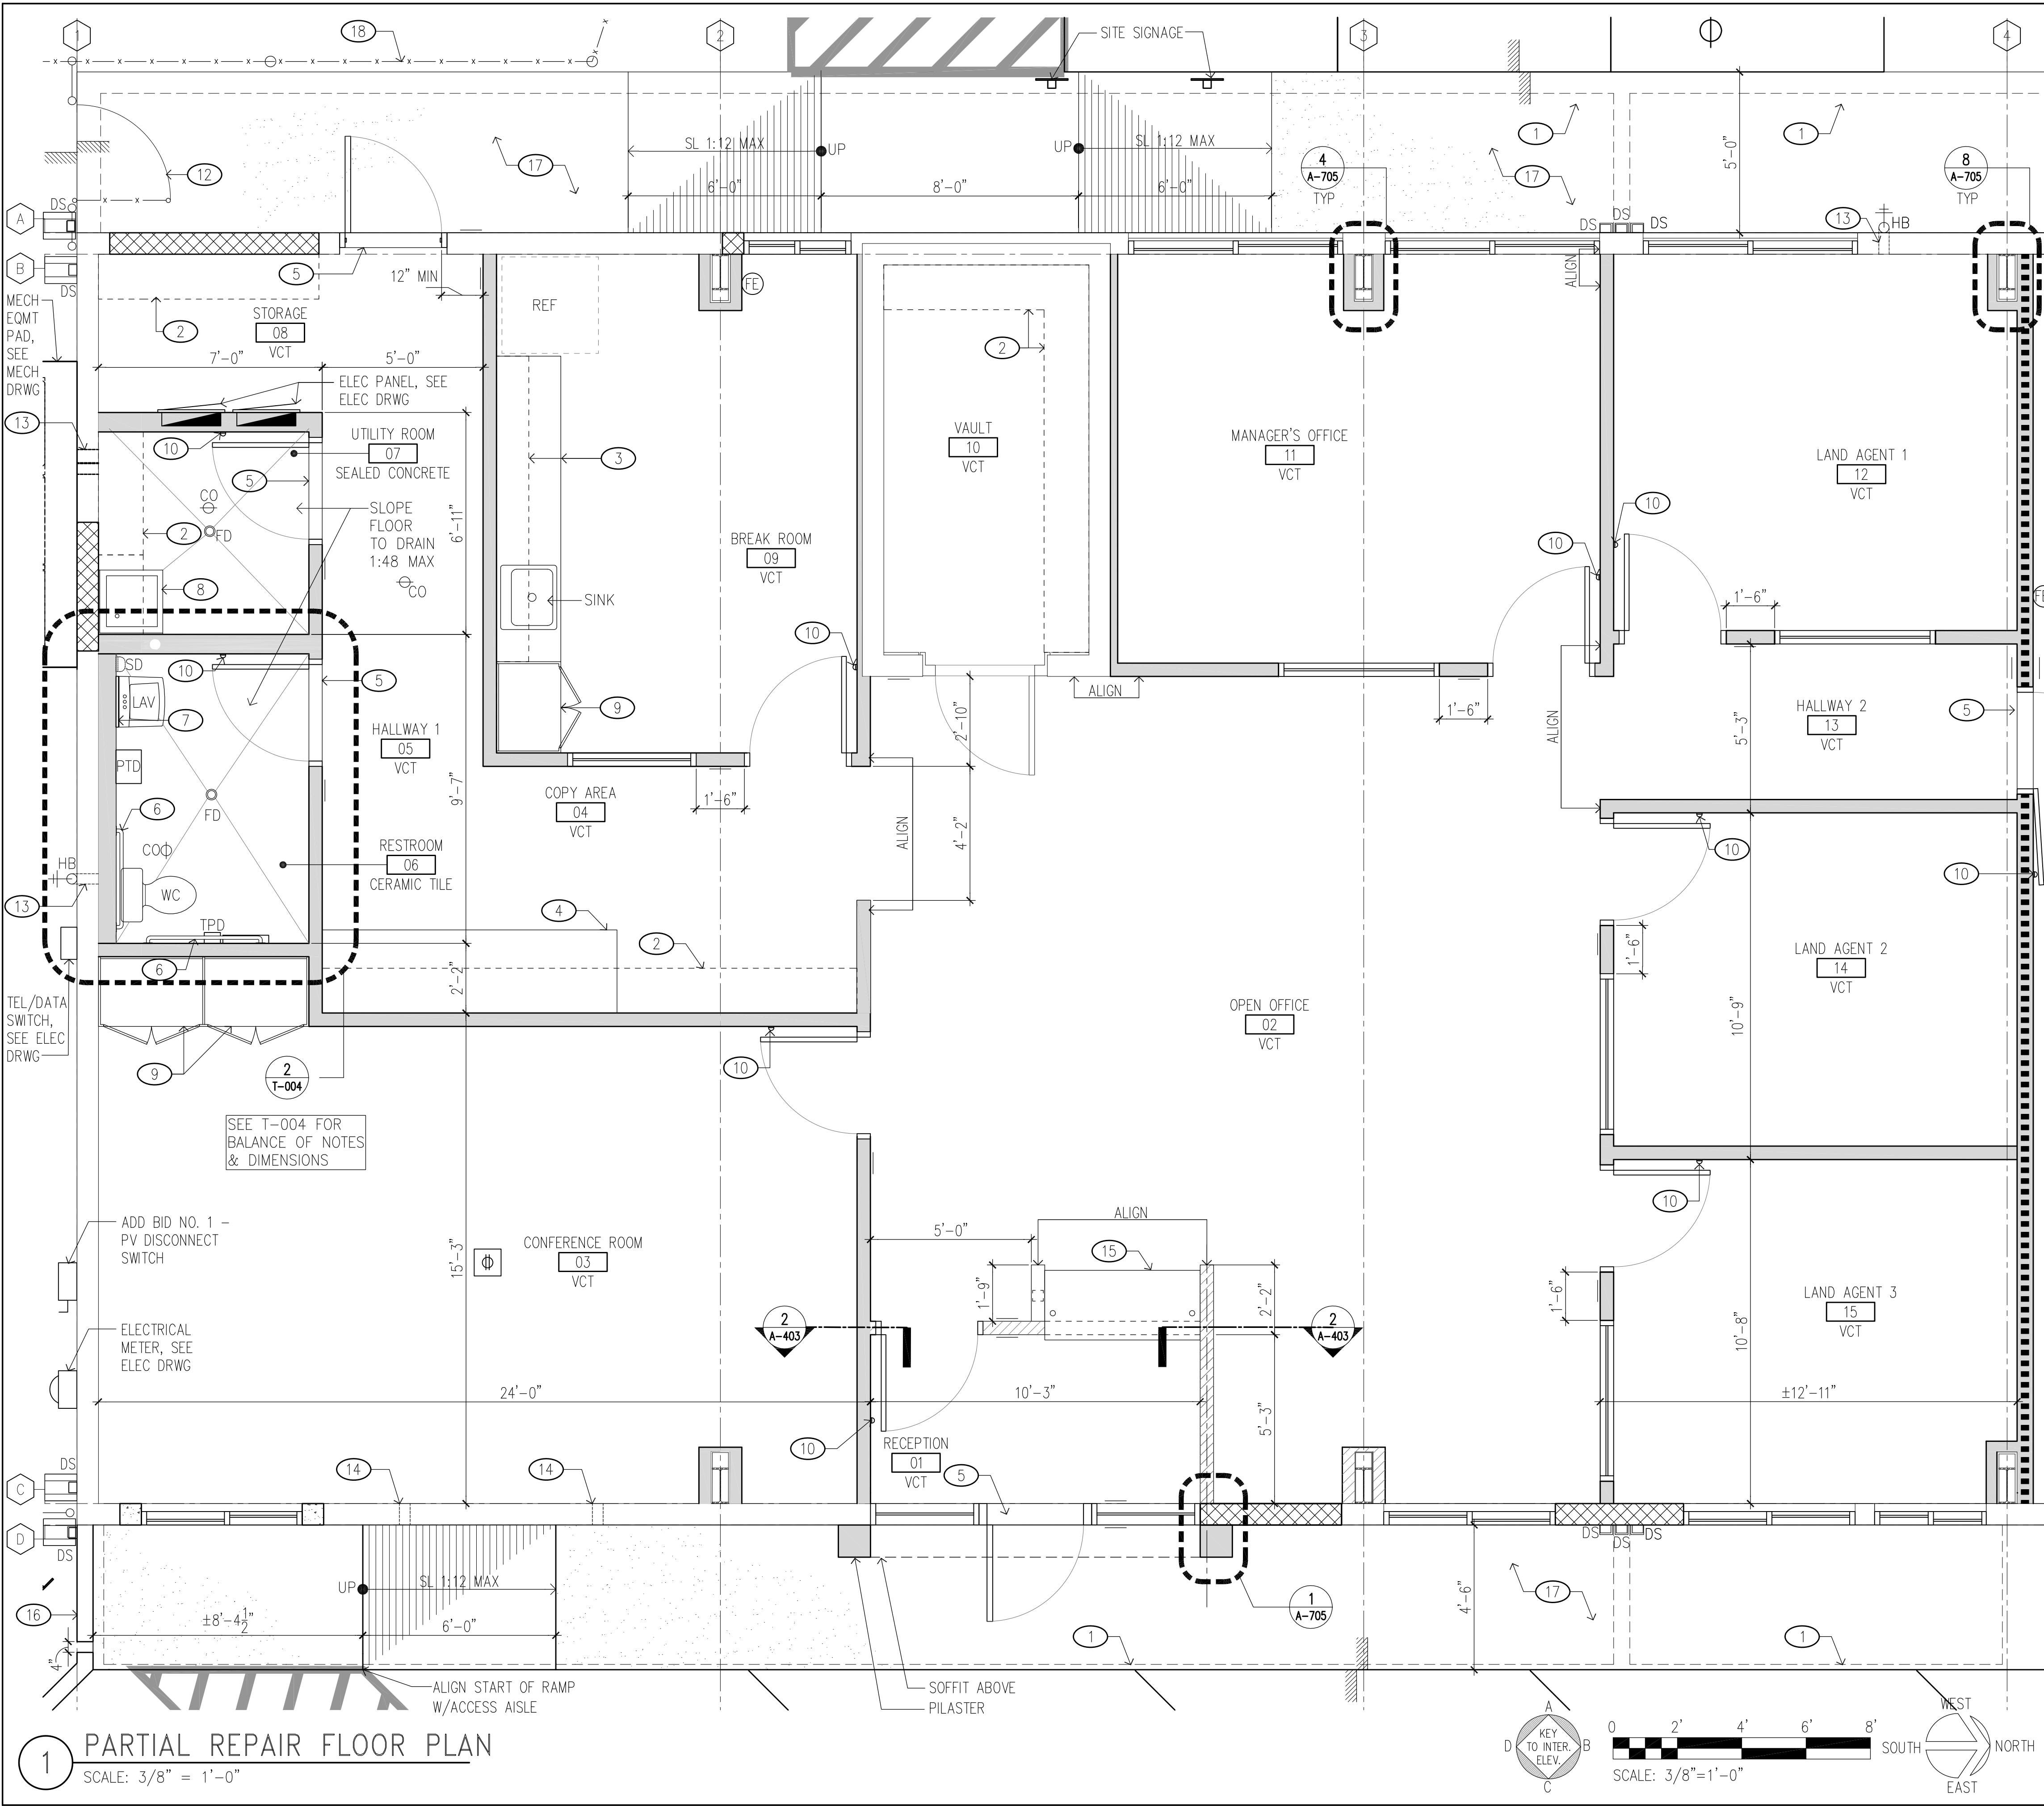 1
18
2
SITE SIGNAGE
3
4
SL 1:12 MAX
UP
UP
SL 1:12 MAX
1
1
5'-0"
12
17
17
4
A-705
TYP
8
A-705
TYP
6'-0"
8'-0"
6'-0"
DS
A
13
HB
DS
DS
DS
B
DS
5
12" MIN
FE
ALIGN
REF
MECH
EQMT
PAD,
SEE
MECH
DRWG
2
STORAGE
08
VCT
2
7'-0"
5'-0"
ELEC PANEL, SEE
ELEC DRWG
13
10
UTILITY ROOM
07
SEALED CONCRETE
3
VAULT
10
VCT
MANAGER'S OFFICE
11
VCT
LAND AGENT 1
12
VCT
5
CO
SLOPE
FLOOR
TO DRAIN
1:48 MAX
6'-11"
2
FD
CO
BREAK ROOM
09
VCT
10
10
8
SINK
1'-6"
FE
10
DSD
10
5
LAV
7
9
ALIGN
1'-6"
2'-10"
ALIGN
HALLWAY 2
13
VCT
5
5'-3"
HALLWAY 1
05
VCT
PTD
9'-7"
COPY AREA
04
VCT
1'-6"
6
FD
ALIGN
4'-2"
CO
RESTROOM
06
CERAMIC TILE
10
10
HB
13
WC
TPD
4
2
6
2'-2"
1'-6"
LAND AGENT 2
14
VCT
TEL/DATA
SWITCH,
SEE ELEC
DRWG
OPEN OFFICE
02
VCT
10'-9"
9
2
T-004
10
SEE T-004 FOR
BALANCE OF NOTES
& DIMENSIONS
10
ADD BID NO. 1 -
PV DISCONNECT
SWITCH
5'-0"
ALIGN
15
CONFERENCE ROOM
03
VCT
15'-3"
1'-9"
2'-2"
1'-6"
LAND AGENT 3
15
VCT
ELECTRICAL
METER, SEE
ELEC DRWG
2
A-403
2
A-403
10'-8"
24'-0"
10'-3"
±12'-11"
5'-3"
10
RECEPTION
01
VCT
5
DS
C
14
14
D
DS
DS
DS
DS
UP
SL 1:12 MAX
17
4'-6"
16
±8'-4 1/2"
6'-0"
1
A-705
1
1
4"
ALIGN START OF RAMP
W/ACCESS AISLE
SOFFIT ABOVE
PILASTER
1
PARTIAL REPAIR FLOOR PLAN
SCALE: 3/8" = 1'-0"
A
D
KEY
TO INTER.
ELEV.
B
C
0 2' 4' 6' 8'
SCALE: 3/8"=1'-0"
WEST
SOUTH
NORTH
EAST